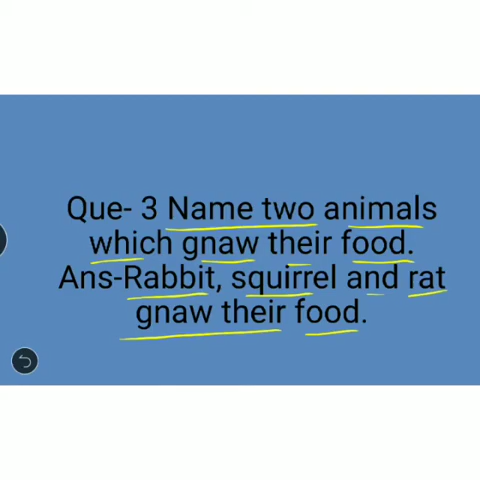 Que- 3 Name two animals
which gnaw their food.
Ans-Rabbit, squirrel and rat
gnaw their food.